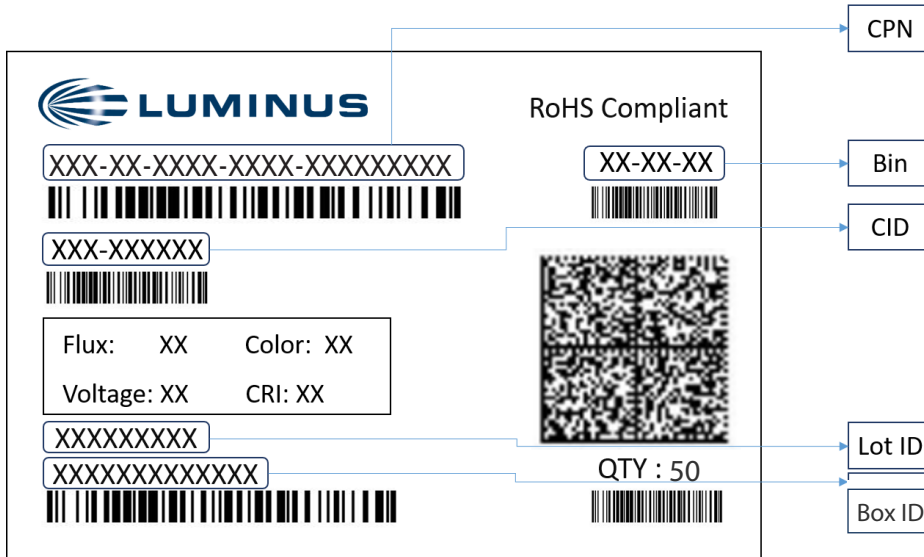 CPN
LUMINUS
RoHS Compliant
XXX-XX-XXXX-XXXX-XXXXXXXXX
XX-XX-XX
Bin
XXX-XXXXXX
CID
Flux: XX Color: XX
Voltage: XX CRI: XX
XXXXXXXXX
Lot ID
XXXXXXXXXXXXX
QTY : 50
Box ID